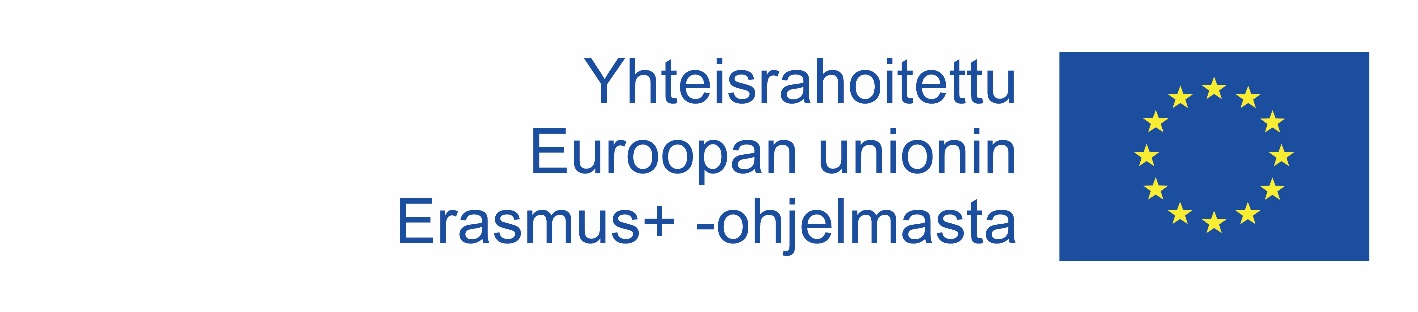 Yhteisrahoitettu
Euroopan unionin
Erasmus+ -ohjelmasta